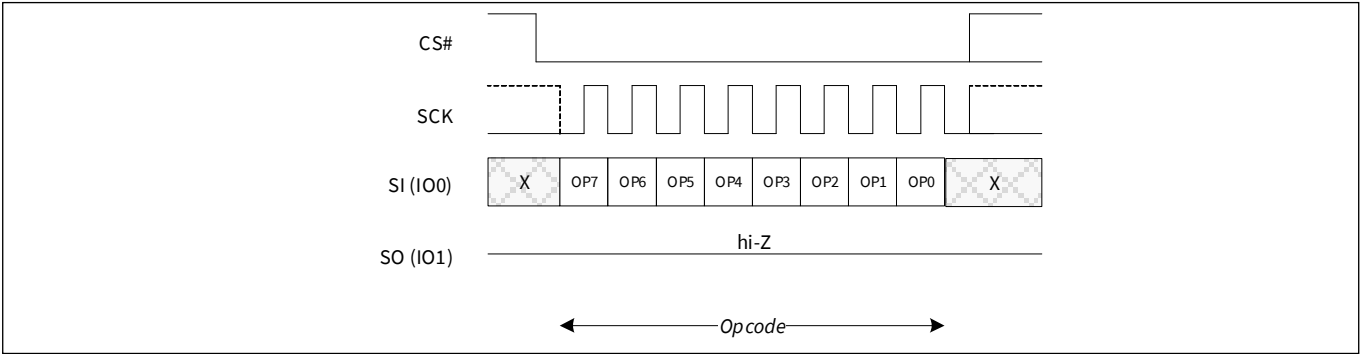 CS#
SCK
SI (IO0)
X OP7 OP6 OP5 OP4 OP3 OP2 OP1 OP0 X
hi-Z
SO (IO1)
Opcode